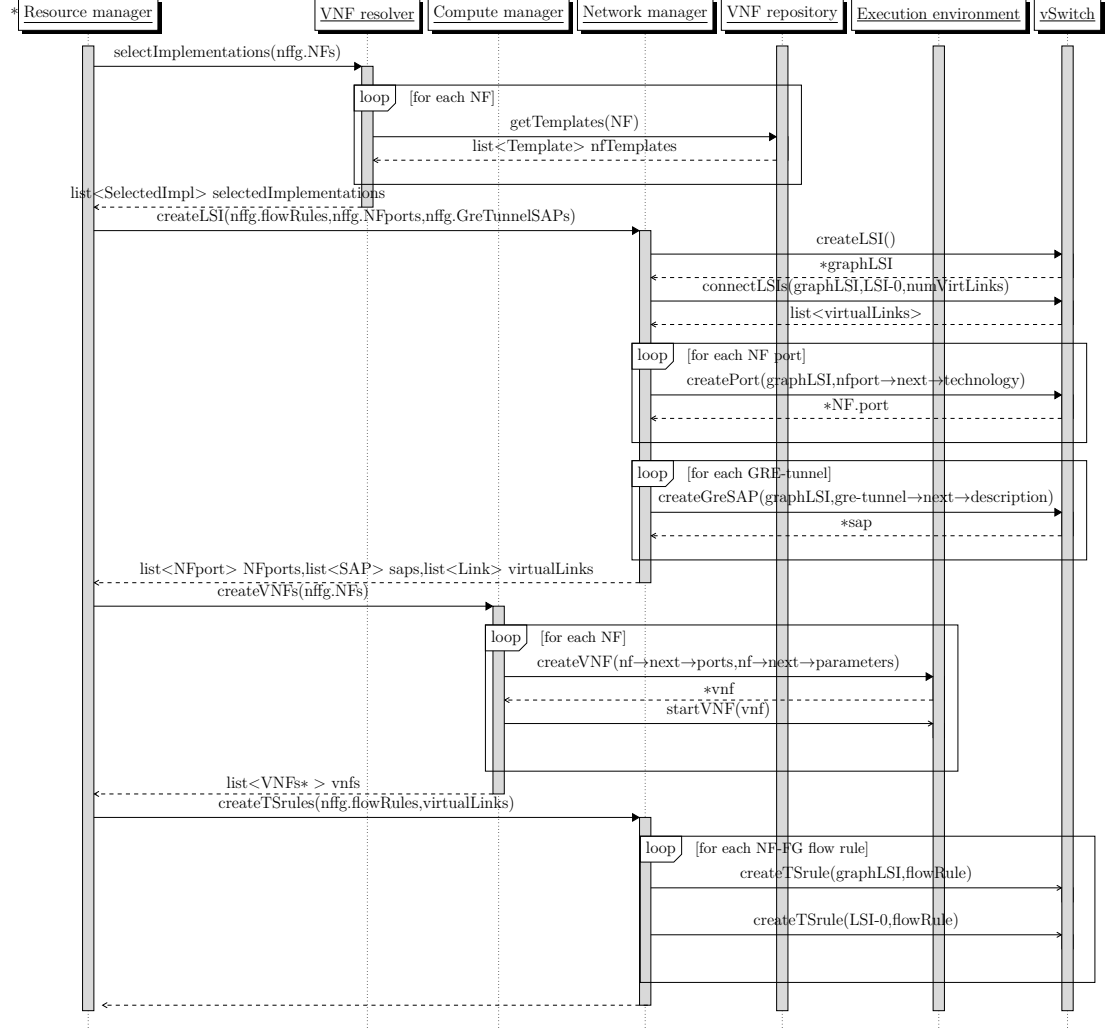 * Resource manager VNF resolver Compute manager Network manager VNF repository Execution environment vSwitch
selectImplementations(nffg.NFs)
loop [for each NF]
getTemplates(NF)
list<Template> nfTemplates
list<SelectedImpl> selectedImplementations
createLSI(nffg.flowRules,nffg.NFports,nffg.GreTunnelSAPs)
createLSI()
*graphLSI
connectLSIs(graphLSI,LSI-0,numVirtLinks)
list<virtualLinks>
loop [for each NF port]
createPort(graphLSI,nfport→next→technology)
*NF.port
loop [for each GRE-tunnel]
createGreSAP(graphLSI,gre-tunnel→next→description)
*sap
list<NFport> NFports,list<SAP> saps,list<Link> virtualLinks
createVNFs(nffg.NFs)
loop [for each NF]
createVNF(nf→next→ports,nf→next→parameters)
*vnf
startVNF(vnf)
list<VNFs* > vnfs
createTSrules(nffg.flowRules,virtualLinks)
loop [for each NF-FG flow rule]
createTSrule(graphLSI,flowRule)
createTSrule(LSI-0,flowRule)